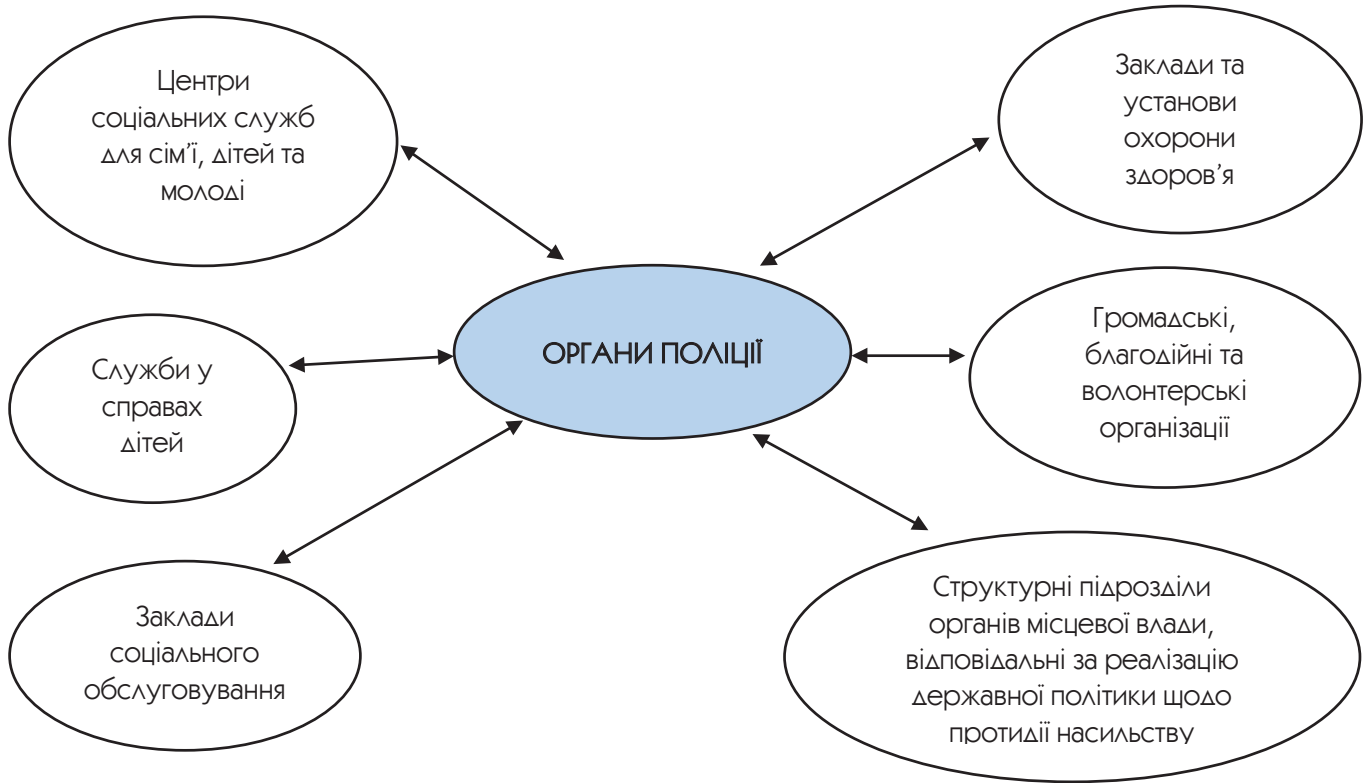 Центри
соціальних служб
для сім'ї, дітей та
молоді
Заклади та
установи
охорони
здоров'я
ОРГАНИ ПОЛІЦІЇ
Служби у
справах
дітей
Громадські,
благодійні та
волонтерські
організації
Заклади
соціального
обслуговування
Структурні підрозділи
органів місцевої влади,
відповідальні за реалізацію
державної політики щодо
протидії насильству